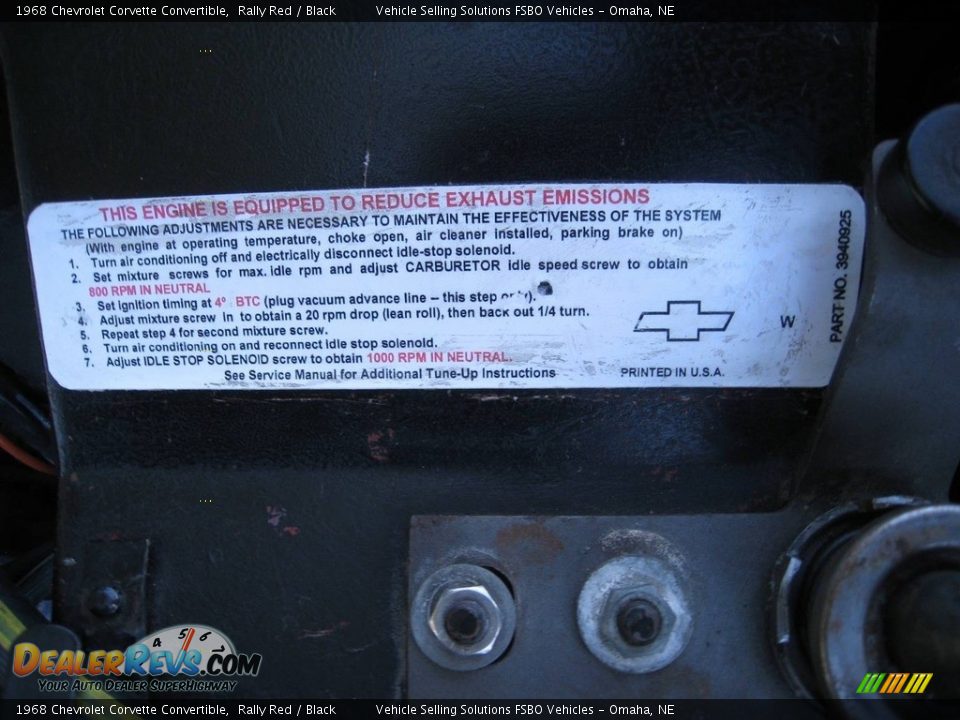 1968 Chevrolet Corvette Convertible, Rally Red / Black Vehicle Selling Solutions FSBO Vehicles - Omaha, NE
THIS ENGINE IS EQUIPPED TO REDUCE EXHAUST EMISSIONS
THE FOLLOWING ADJUSTMENTS ARE NECESSARY TO MAINTAIN THE EFFECTIVENESS OF THE SYSTEM
(With engine at operating temperature, choke open, air cleaner installed, parking brake on)
1. Turn air conditioning off and electrically disconnect idle-stop solenoid.
2. Set mixture screws for max. idle rpm and adjust CARBURETOR idle speed screw to obtain
800 RPM IN NEUTRAL
3. Set ignition timing at 4° BTC (plug vacuum advance line – this step
4. Adjust mixture screw in to obtain a 20 rpm drop (lean roll), then back out 1/4 turn.
5. Repeat step 4 for second mixture screw.
6. Turn air conditioning on and reconnect idle stop solenoid.
7. Adjust IDLE STOP SOLENOID screw to obtain 1000 RPM IN NEUTRAL.
See Service Manual for Additional Tune-Up Instructions
PRINTED IN U.S.A.
W
PART NO. 3940925
4 5 6
DEALERREVS.COM
YOUR AUTO DEALER SUPERHIGHWAY
1968 Chevrolet Corvette Convertible, Rally Red / Black Vehicle Selling Solutions FSBO Vehicles - Omaha, NE